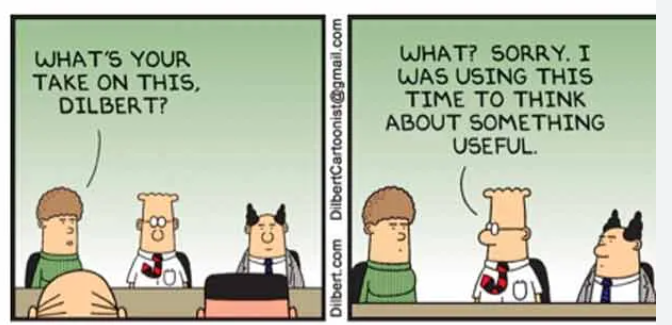 WHAT'S YOUR
TAKE ON THIS,
DILBERT?
Dilbert.com DilbertCartoonist@gmail.com
WHAT? SORRY. I
WAS USING THIS
TIME TO THINK
ABOUT SOMETHING
USEFUL.